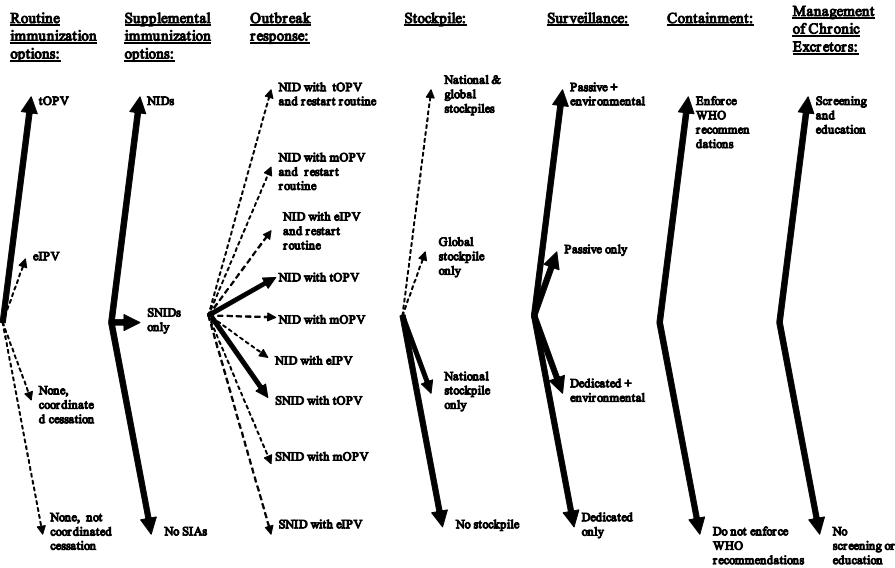 Routine
immunization
options:
tOPV
eIPV
None,
coordinate
d cessation
None, not
coordinated
cessation
Supplemental
immunization
options:
NIDs
SNIDs
only
No SIAs
Outbreak
response:
NID with tOPV
and restart routine
NID with mOPV
and restart
routine
NID with eIPV
and restart
routine
NID with tOPV
NID with mOPV
NID with eIPV
SNID with tOPV
SNID with mOPV
SNID with eIPV
Stockpile:
National &
global
stockpiles
Global
stockpile
only
National
stockpile
only
No stockpile
Surveillance:
Passive +
environmental
Passive only
Dedicated +
environmental
Dedicated
only
Containment:
Enforce
WHO
recommen
dations
Do not enforce
WHO
recommendations
Management
of Chronic
Excretors:
Screening
and
education
No
screening or
education